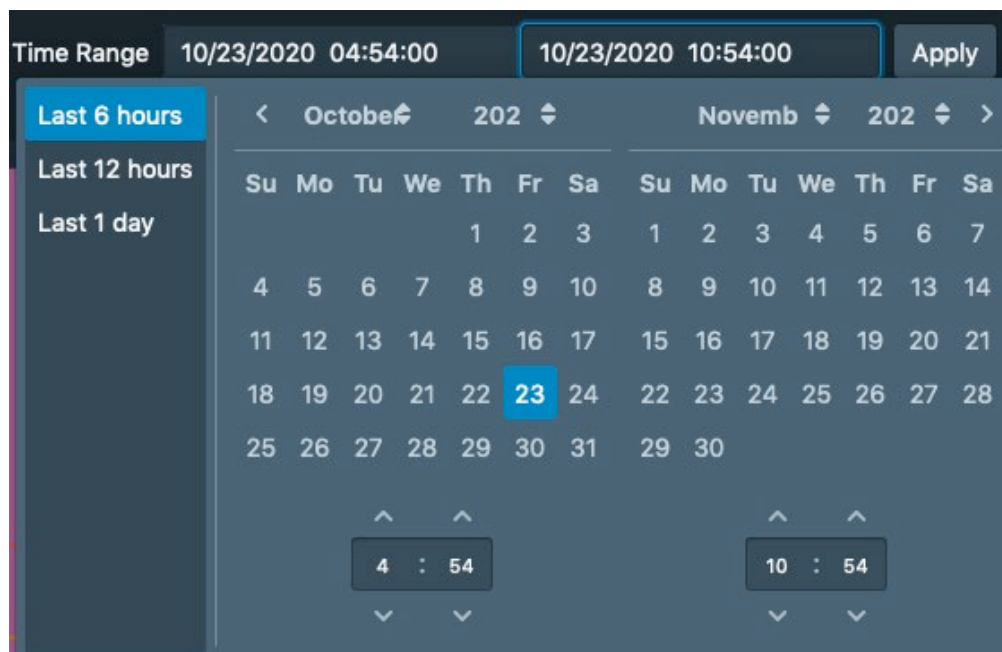 Time Range 10/23/2020 04:54:00 10/23/2020 10:54:00 Apply
Last 6 hours
Last 12 hours
Last 1 day
< October 202 Novemb 202 >
Su Mo Tu We Th Fr Sa Su Mo Tu We Th Fr Sa
1 2 3 1 2 3 4 5 6 7
4 5 6 7 8 9 10 8 9 10 11 12 13 14
11 12 13 14 15 16 17 15 16 17 18 19 20 21
18 19 20 21 22 23 24 22 23 24 25 26 27 28
25 26 27 28 29 30 31 29 30
4 : 54 10 : 54